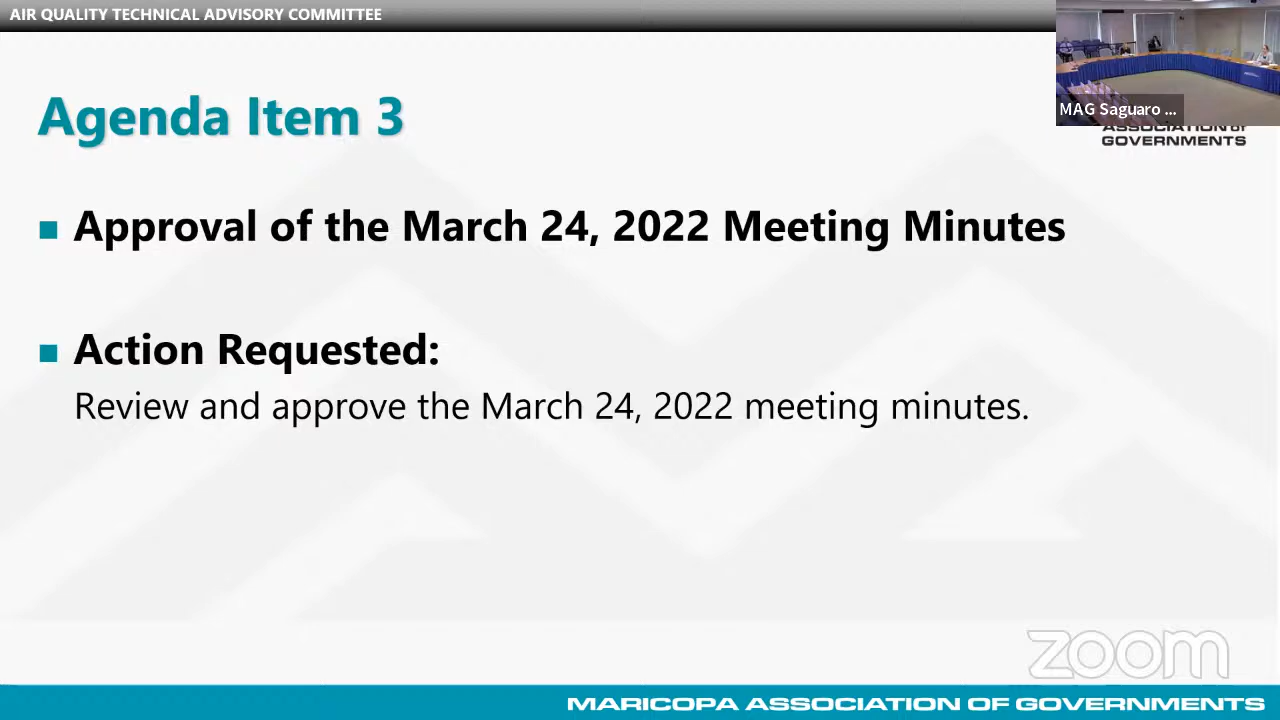 AIR QUALITY TECHNICAL ADVISORY COMMITTEE
MAG Saguaro ...
ASSOCIATION of
GOVERNMENTS
Agenda Item 3
Approval of the March 24, 2022 Meeting Minutes
Action Requested:
Review and approve the March 24, 2022 meeting minutes.
zoom
MARICOPA ASSOCIATION OF GOVERNMENTS